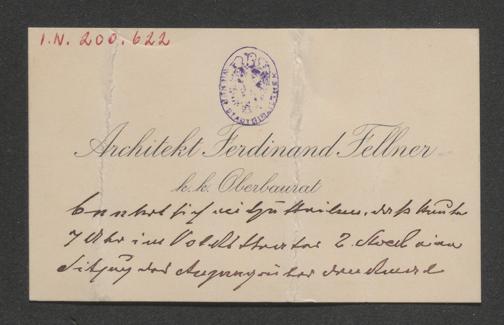 I.N. 200.622
Architekt Ferdinand Fellner
k. k. Oberbaurat
beehrt sich mitzutheilen, daß heute
7 Uhr im Volkstheater 2. Stock eine
Sitzung der